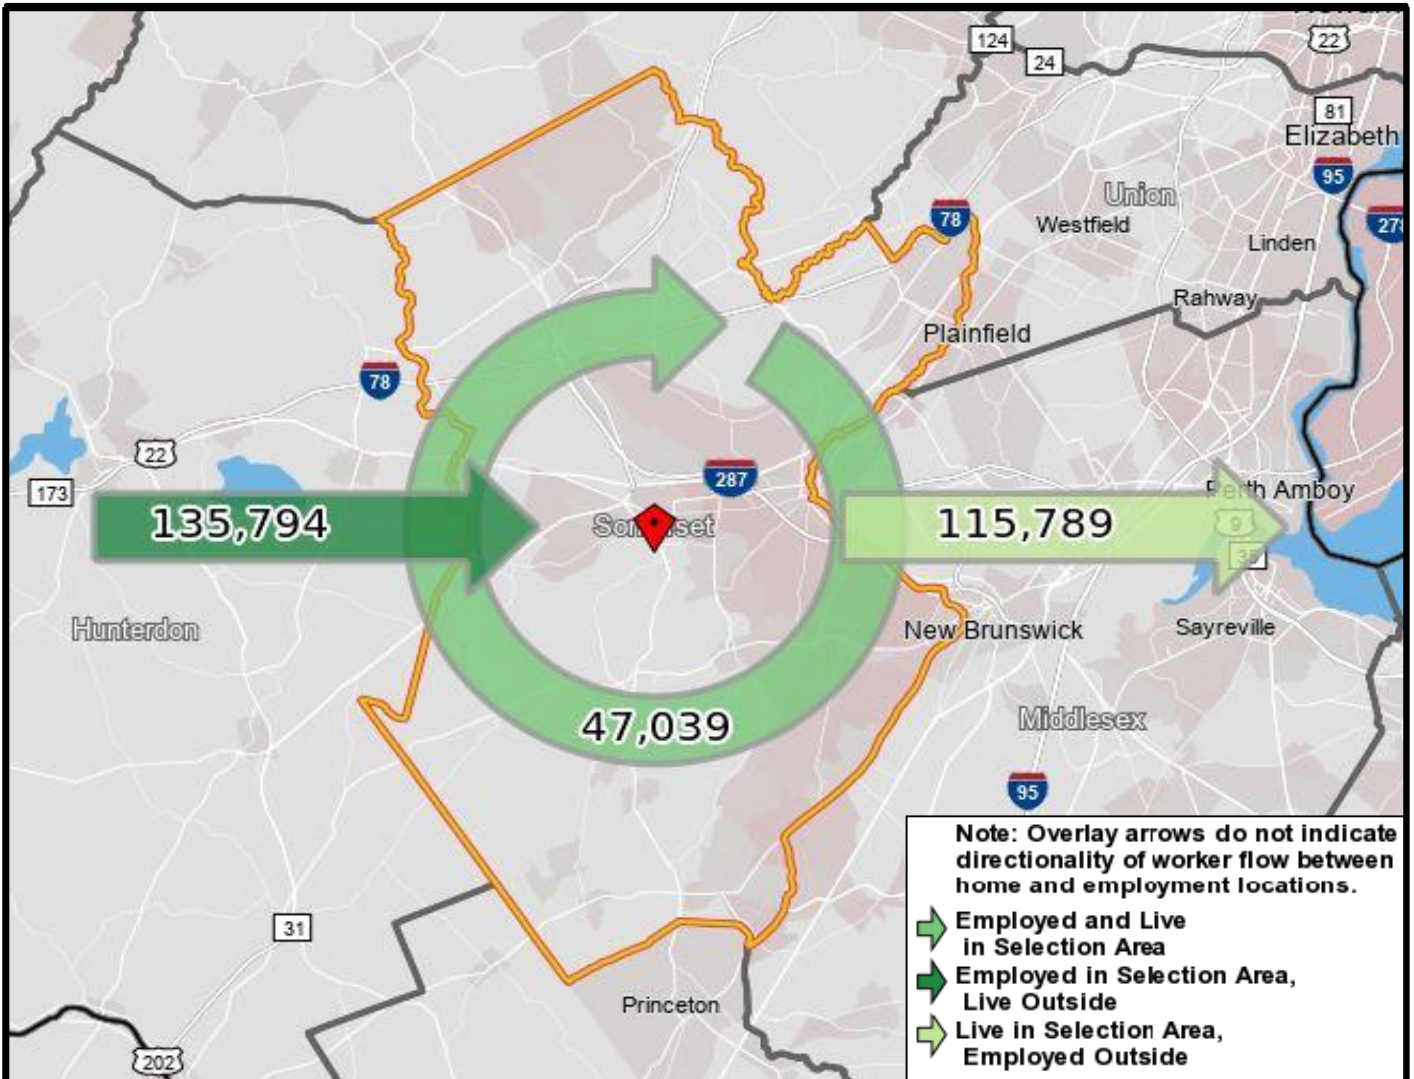 124
24
22
81
Elizabeth
95
Union
78
Westfield
Linden
Rahway
Plainfield
78
22
287
173
Perth Amboy
135,794
Somerset
115,789
9
35
Hunterdon
New Brunswick
Sayreville
47,039
Middlesex
95
31
Princeton
202
Note: Overlay arrows do not indicate
directionality of worker flow between
home and employment locations.
Employed and Live
in Selection Area
Employed in Selection Area,
Live Outside
Live in Selection Area,
Employed Outside